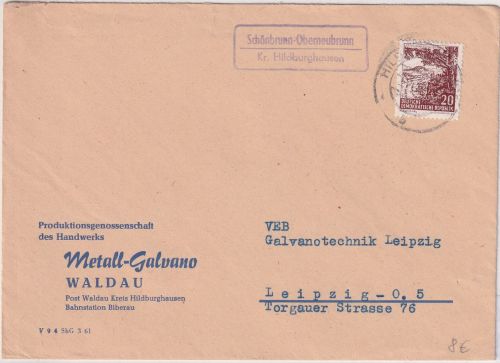 Schönbrunn-Oberneubrunn
Kr. Hildburghausen
HIL
20
DEUTSCHE
DEMOKRATISCHE REPUBLIK
b
Produktionsgenossenschaft
des Handwerks
Metall-Galvano
WALDAU
Post Waldau Kreis Hildburghausen
Bahnstation Biberau
V 9 4 SkG 3 61
VEB
Galvanotechnik Leipzig
Leipzig-O. 5
Torgauer Strasse 76
8€